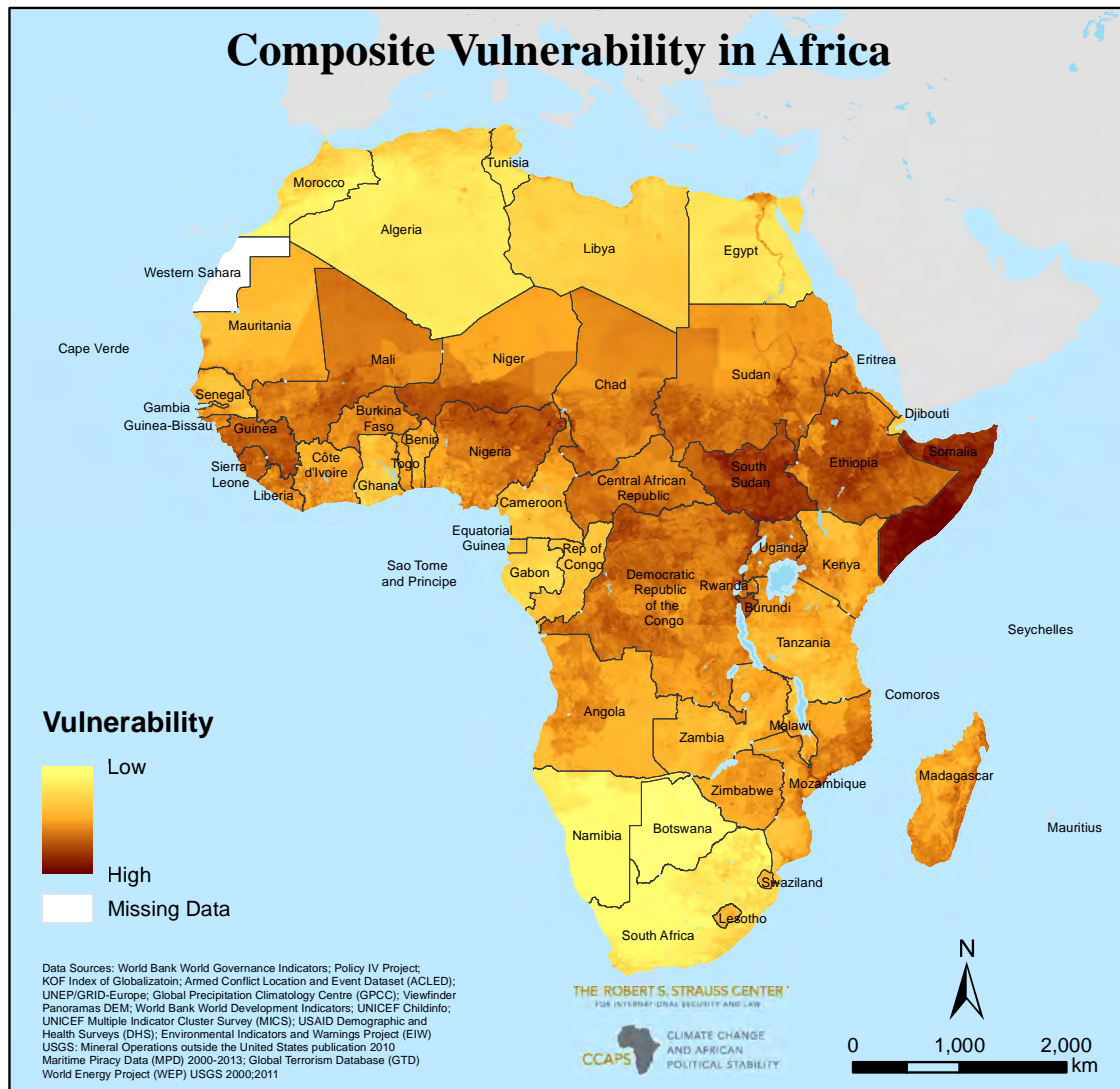 Composite Vulnerability in Africa
Tunisia
Morocco
Algeria
Libya
Egypt
Western Sahara
Mauritania
Cape Verde
Mali
Niger
Chad
Sudan
Eritrea
Senegal
Gambia
Guinea-Bissau
Guinea
Burkina
Faso
Benin
Djibouti
Nigeria
Togo
Côte
d'Ivoire
Ghana
Sierra
Leone
Liberia
Somalia
Ethiopia
South
Sudan
Central African
Republic
Cameroon
Equatorial
Guinea
Sao Tome
and Principe
Gabon
Rep of
Congo
Uganda
Kenya
Democratic
Republic
of the
Congo
Rwanda
Burundi
Tanzania
Seychelles
Comoros
Angola
Malawi
Zambia
Mozambique
Zimbabwe
Madagascar
Mauritius
Namibia
Botswana
Swaziland
Lesotho
South Africa
Vulnerability
Low
High
Missing Data
Data Sources: World Bank World Governance Indicators; Policy IV Project;
KOF Index of Globalizatoin; Armed Conflict Location and Event Dataset (ACLED);
UNEP/GRID-Europe; Global Precipitation Climatology Centre (GPCC); Viewfinder
Panoramas DEM; World Bank World Development Indicators; UNICEF Childinfo;
UNICEF Multiple Indicator Cluster Survey (MICS); USAID Demographic and
Health Surveys (DHS); Environmental Indicators and Warnings Project (EIW)
USGS: Mineral Operations outside the United States publication 2010
Maritime Piracy Data (MPD) 2000-2013; Global Terrorism Database (GTD)
World Energy Project (WEP) USGS 2000;2011
THE ROBERT S. STRAUSS CENTER
FOR INTERNATIONAL SECURITY AND LAW
CCAPS
CLIMATE CHANGE
AND AFRICAN
POLITICAL STABILITY
N
0 1,000 2,000
km